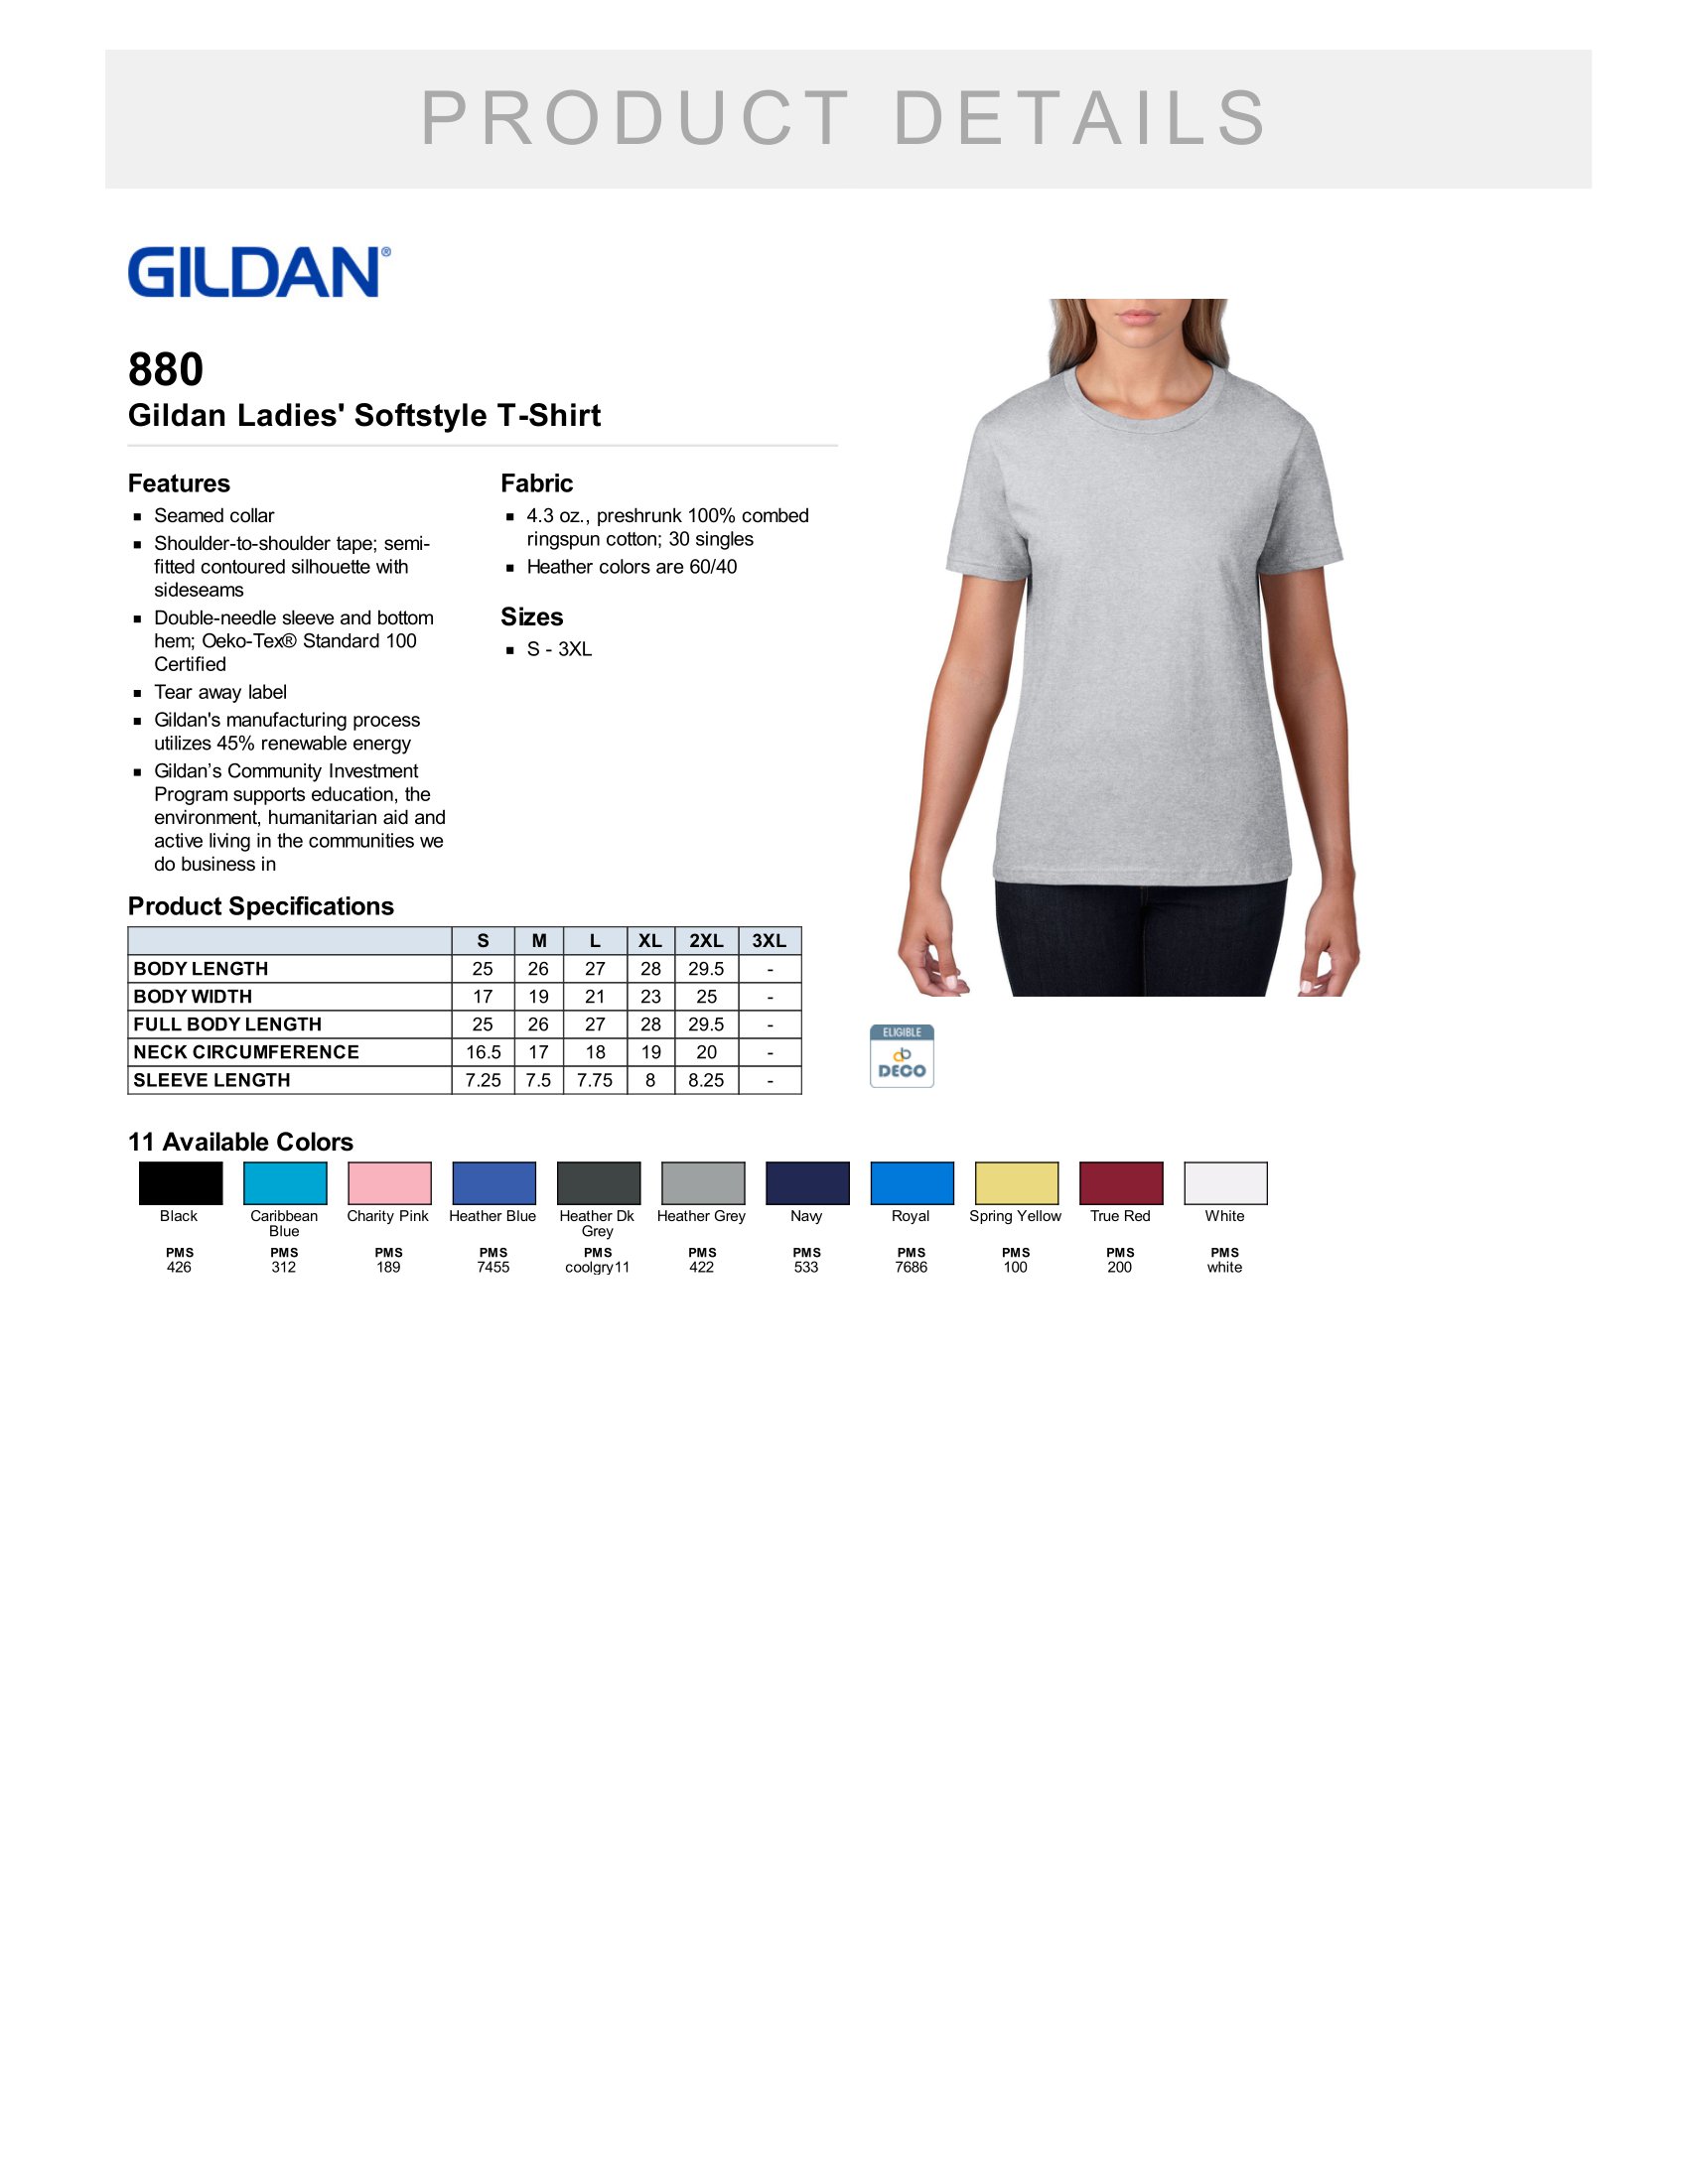 PRODUCT DETAILS
GILDAN®
880
Gildan Ladies' Softstyle T-Shirt
Features
■ Seamed collar
■ Shoulder-to-shoulder tape; semi-
fitted contoured silhouette with
sideseams
■ Double-needle sleeve and bottom
hem; Oeko-Tex® Standard 100
Certified
■ Tear away label
■ Gildan's manufacturing process
utilizes 45% renewable energy
■ Gildan’s Community Investment
Program supports education, the
environment, humanitarian aid and
active living in the communities we
do business in
Fabric
■ 4.3 oz., preshrunk 100% combed
ringspun cotton; 30 singles
■ Heather colors are 60/40
Sizes
■ S - 3XL
Product Specifications
S M L XL 2XL 3XL
BODY LENGTH 25 26 27 28 29.5 -
BODY WIDTH 17 19 21 23 25 -
FULL BODY LENGTH 25 26 27 28 29.5 -
NECK CIRCUMFERENCE 16.5 17 18 19 20 -
SLEEVE LENGTH 7.25 7.5 7.75 8 8.25 -
ELIGIBLE
ab
DECO
11 Available Colors
Black Caribbean Charity Pink Heather Blue Heather Dk Heather Grey Navy Royal Spring Yellow True Red White
Blue Grey
PMS PMS PMS PMS PMS PMS PMS PMS PMS PMS PMS
426 312 189 7455 coolgry11 422 533 7686 100 200 white